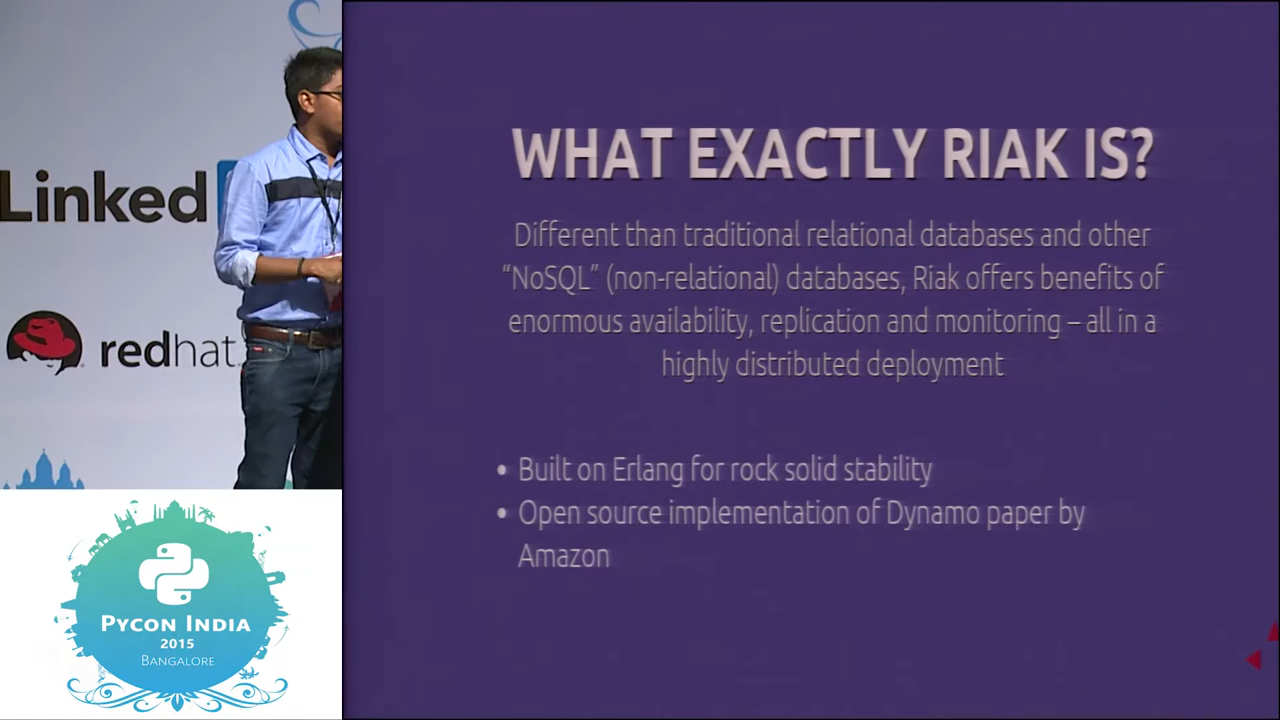 Linked
redhat.
WHAT EXACTLY RIAK IS?
Different than traditional relational databases and other
“NoSQL” (non-relational) databases, Riak offers benefits of
enormous availability, replication and monitoring – all in a
highly distributed deployment
• Built on Erlang for rock solid stability
• Open source implementation of Dynamo paper by
Amazon
PYCON INDIA
2015
BANGALORE